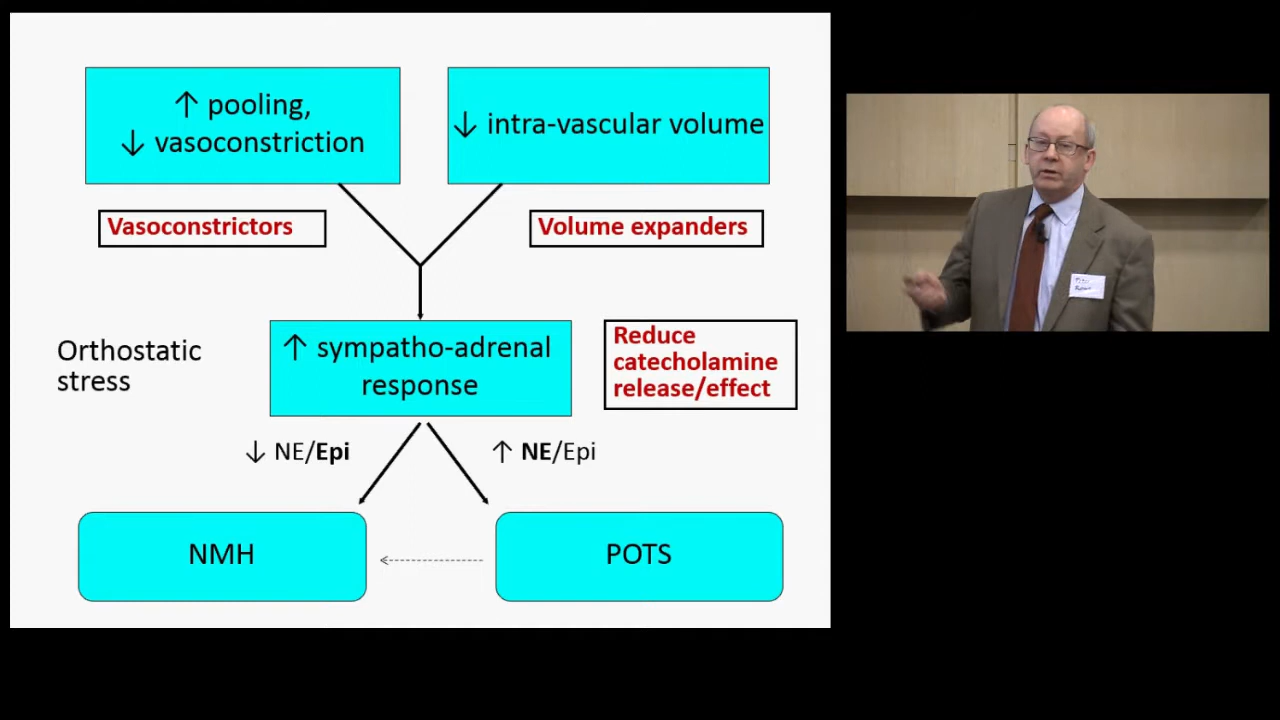 ↑ pooling,
↓ vasoconstriction
↓ intra-vascular volume
Vasoconstrictors
Volume expanders
Orthostatic
stress
↑ sympatho-adrenal
response
Reduce
catecholamine
release/effect
↓ NE/Epi
↑ NE/Epi
NMH
POTS